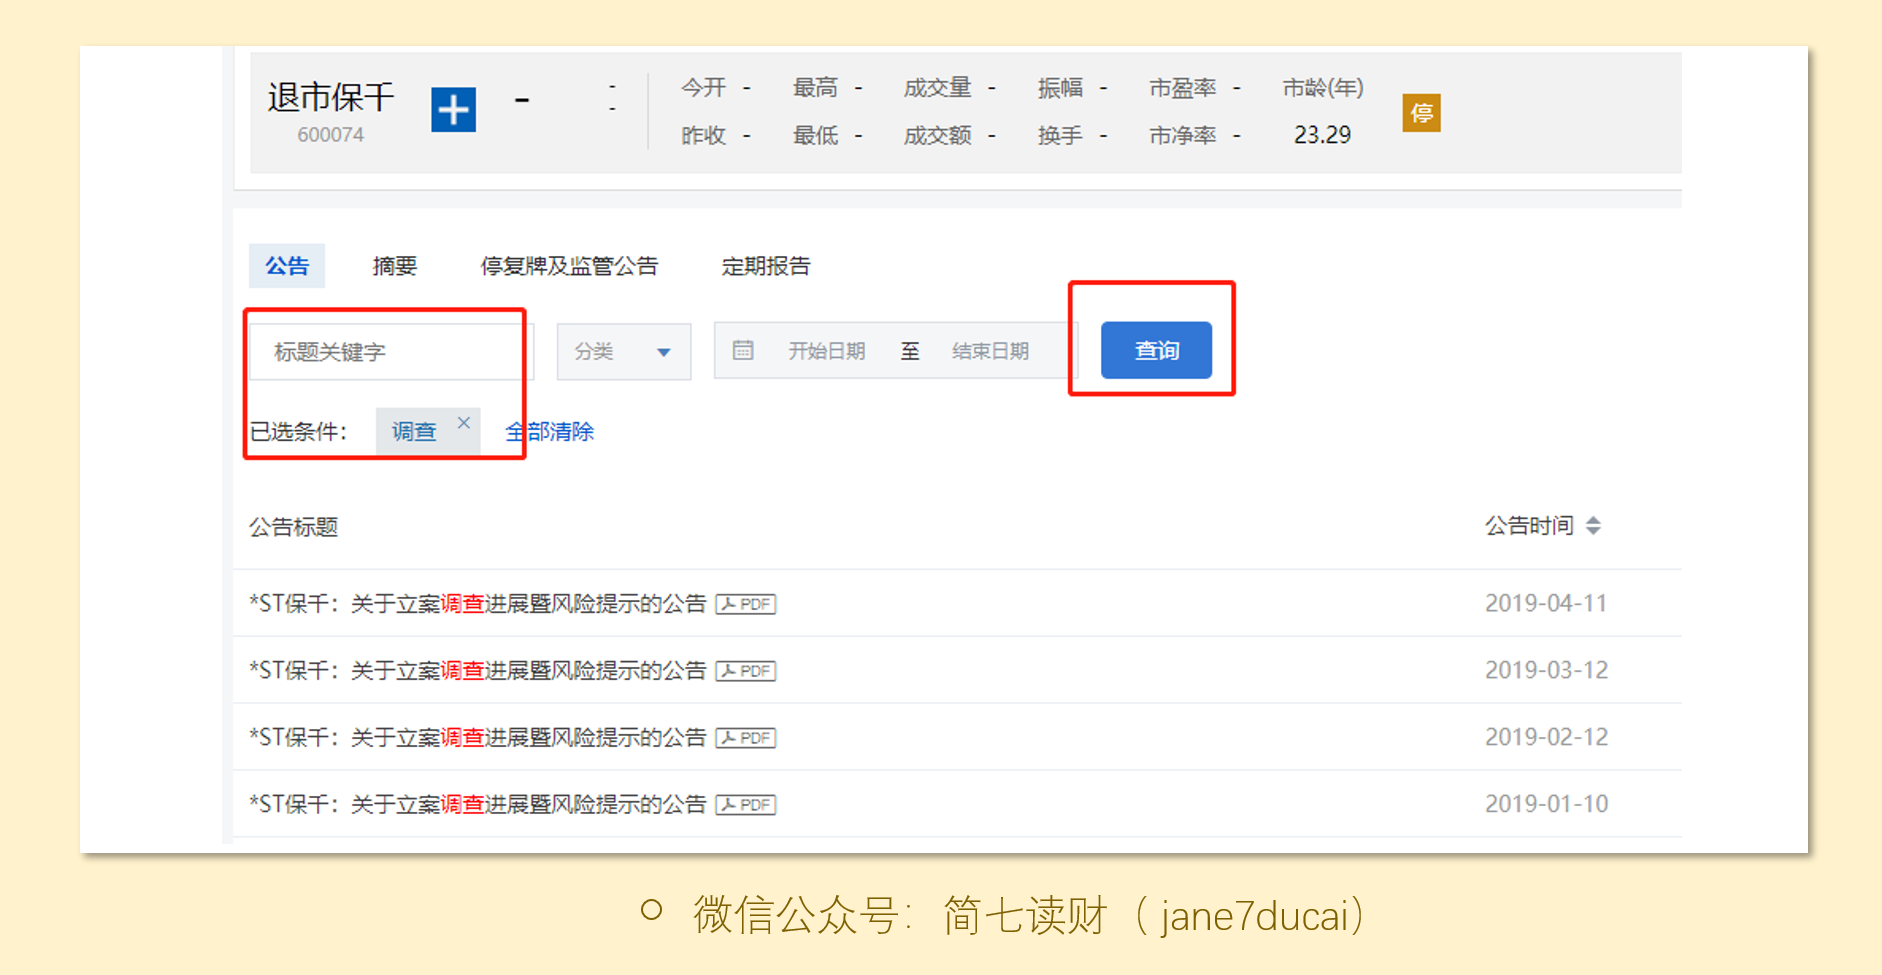 退市保千 - - 今开 - 最高 - 成交量 - 振幅 - 市盈率 - 市龄(年) 停
600074 - 昨收 - 最低 - 成交额 - 换手 - 市净率 - 23.29
公告 摘要 停复牌及监管公告 定期报告
标题关键字 分类 开始日期 至 结束日期 查询
已选条件： 调查 × 全部清除
公告标题 公告时间
*ST保千：关于立案调查进展暨风险提示的公告 PDF 2019-04-11
*ST保千：关于立案调查进展暨风险提示的公告 PDF 2019-03-12
*ST保千：关于立案调查进展暨风险提示的公告 PDF 2019-02-12
*ST保千：关于立案调查进展暨风险提示的公告 PDF 2019-01-10
微信公众号：简七读财（jane7ducai）